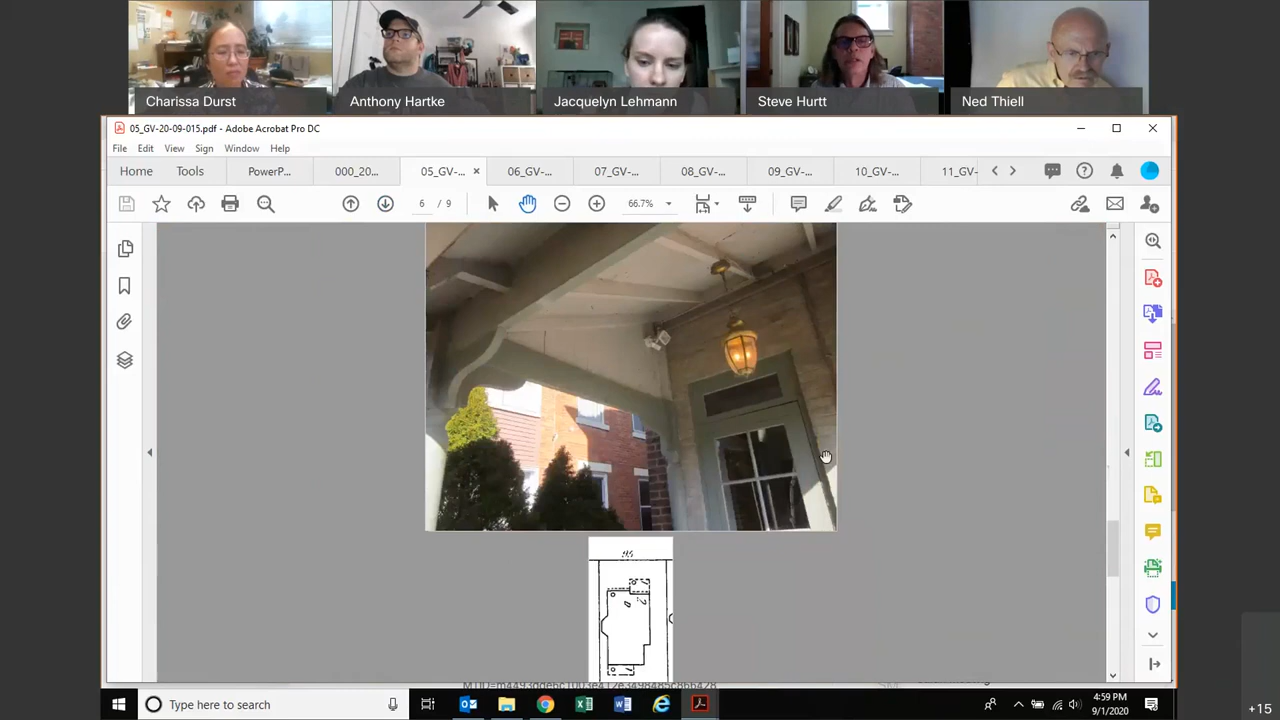 Charissa Durst
Anthony Hartke
Jacquelyn Lehmann
Steve Hurtt
Ned Thiell
05_GV-20-09-015.pdf - Adobe Acrobat Pro DC
File Edit View Sign Window Help
Home Tools PowerP... 000_20... 05_GV-... 06_GV-... 07_GV-... 08_GV-... 09_GV-... 10_GV-... 11_GV-
6 / 9 66.7%
Type here to search
4:59 PM
9/1/2020
+15